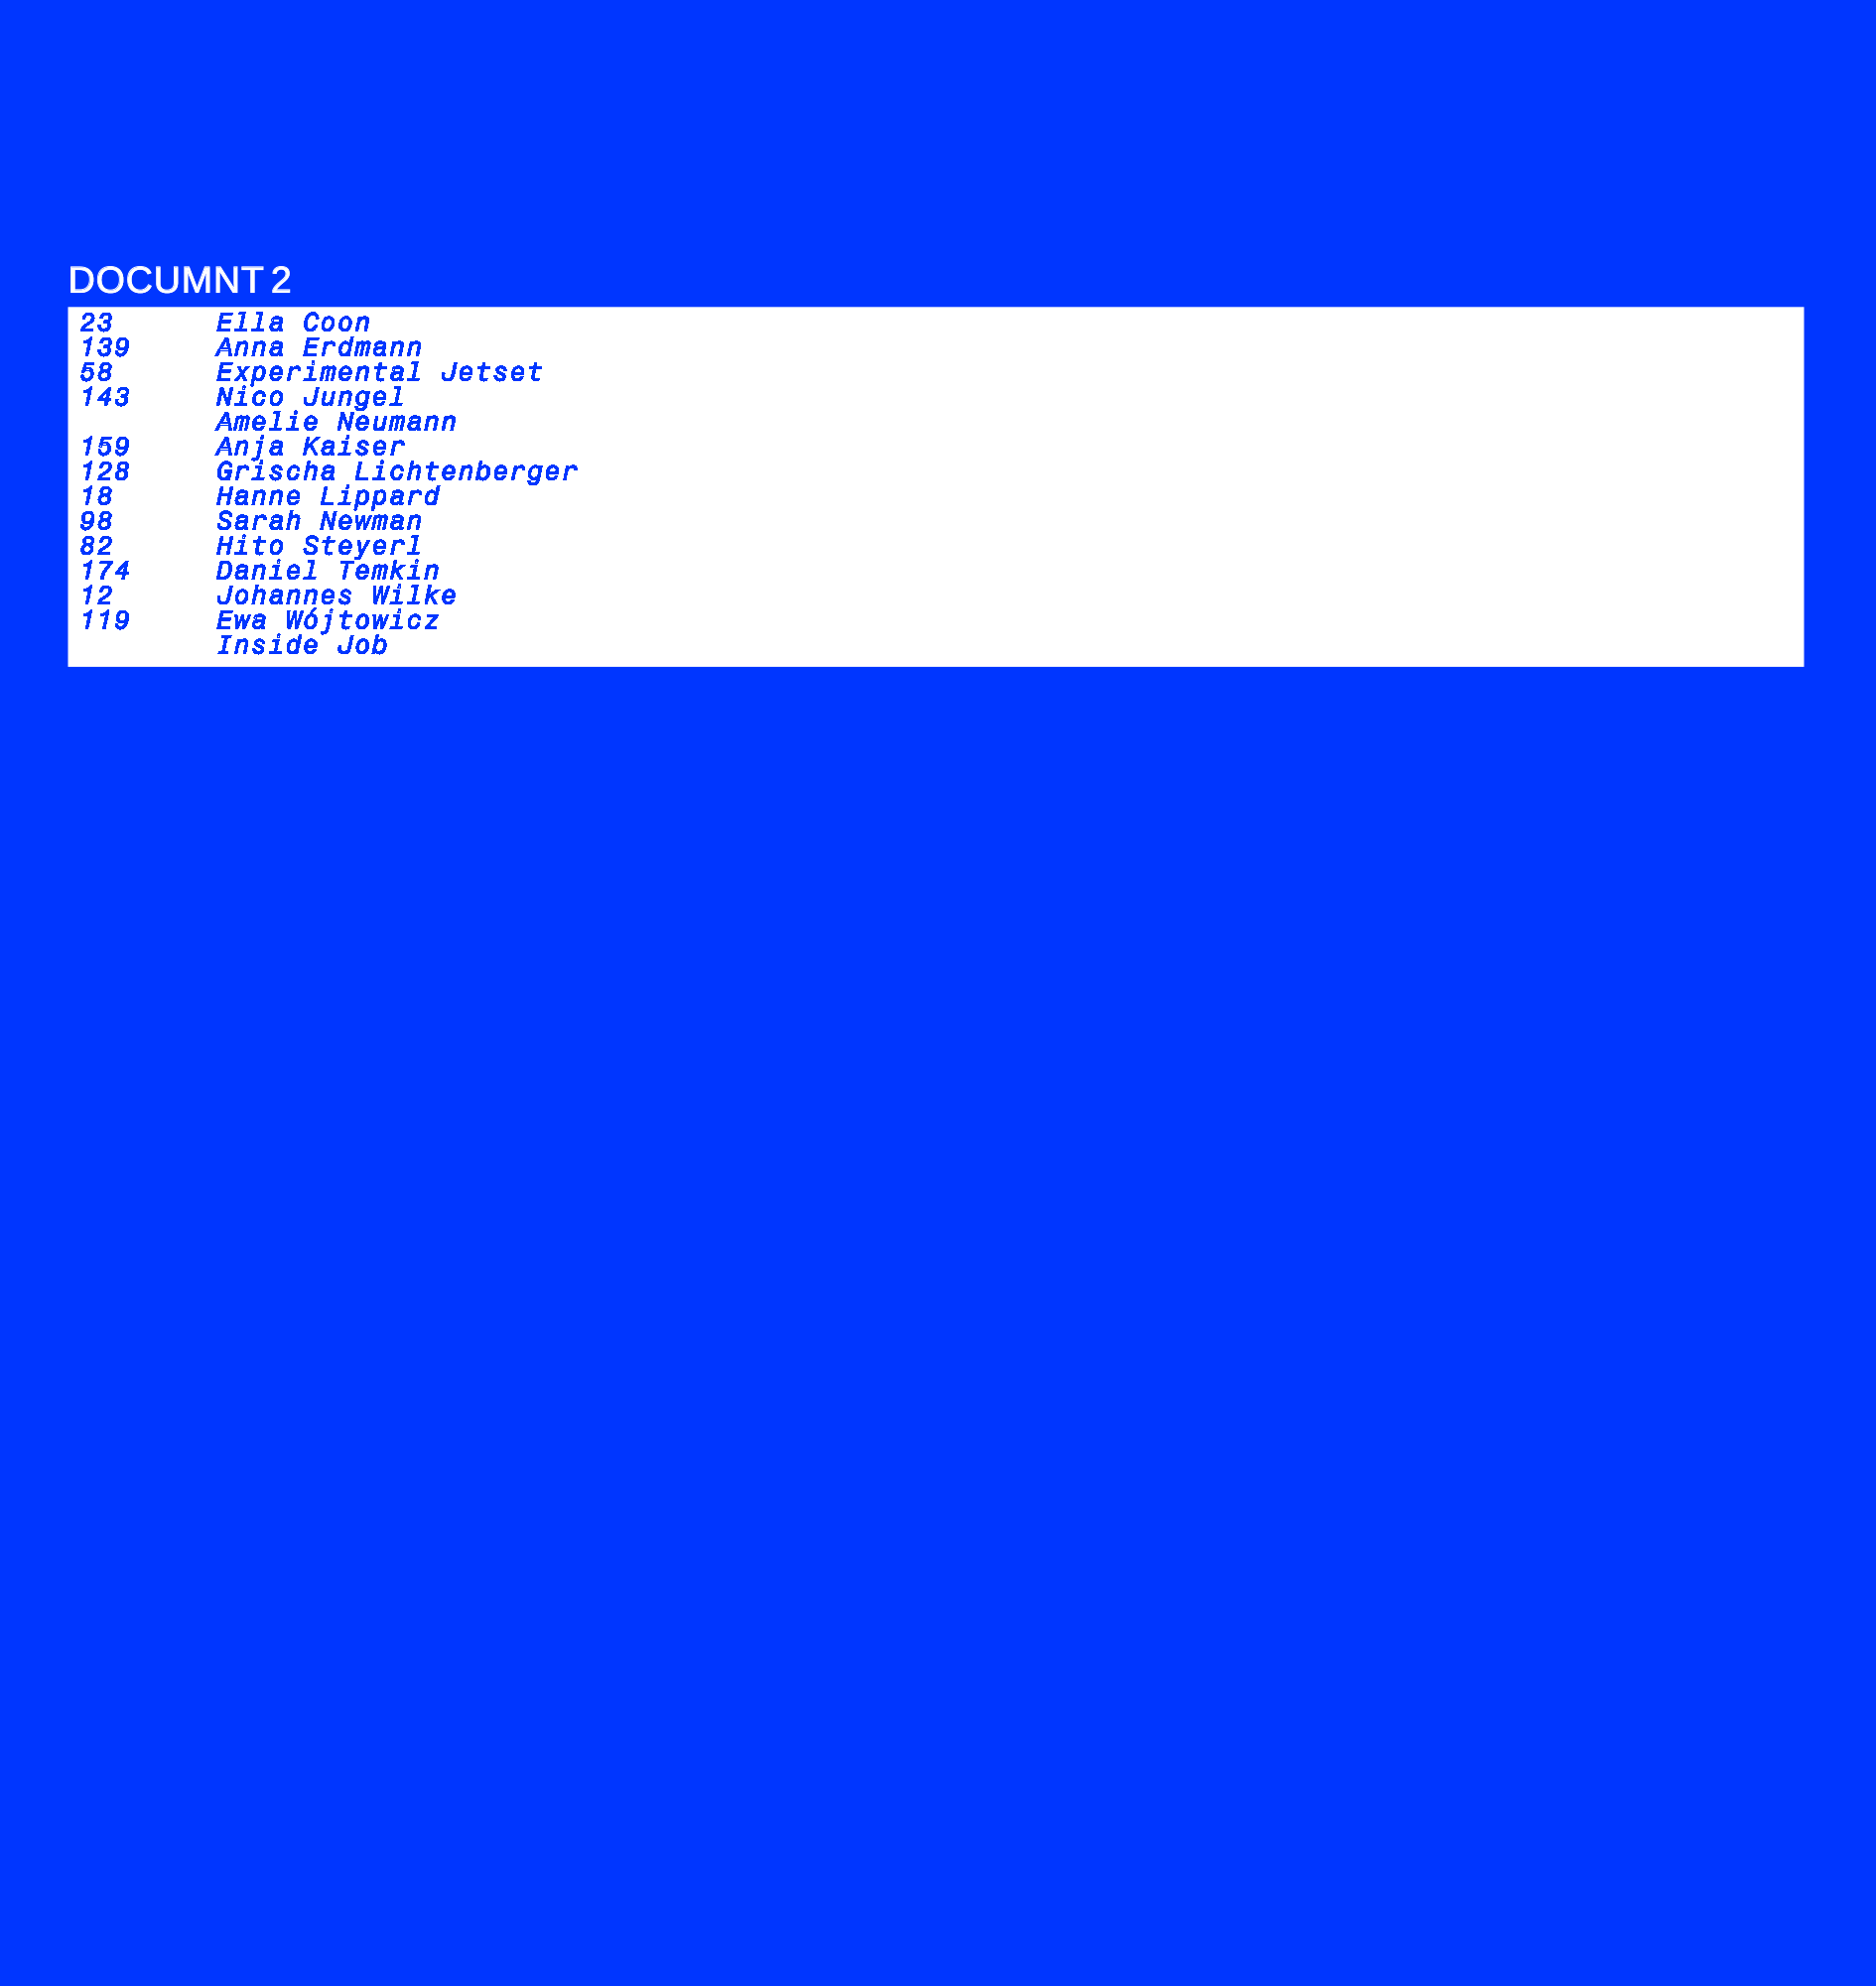 DOCUMNT 2
23 Ella Coon
139 Anna Erdmann
58 Experimental Jetset
143 Nico Jungel
Amelie Neumann
159 Anja Kaiser
128 Grischa Lichtenberger
18 Hanne Lippard
98 Sarah Newman
82 Hito Steyerl
174 Daniel Temkin
12 Johannes Wilke
119 Ewa Wójtowicz
Inside Job